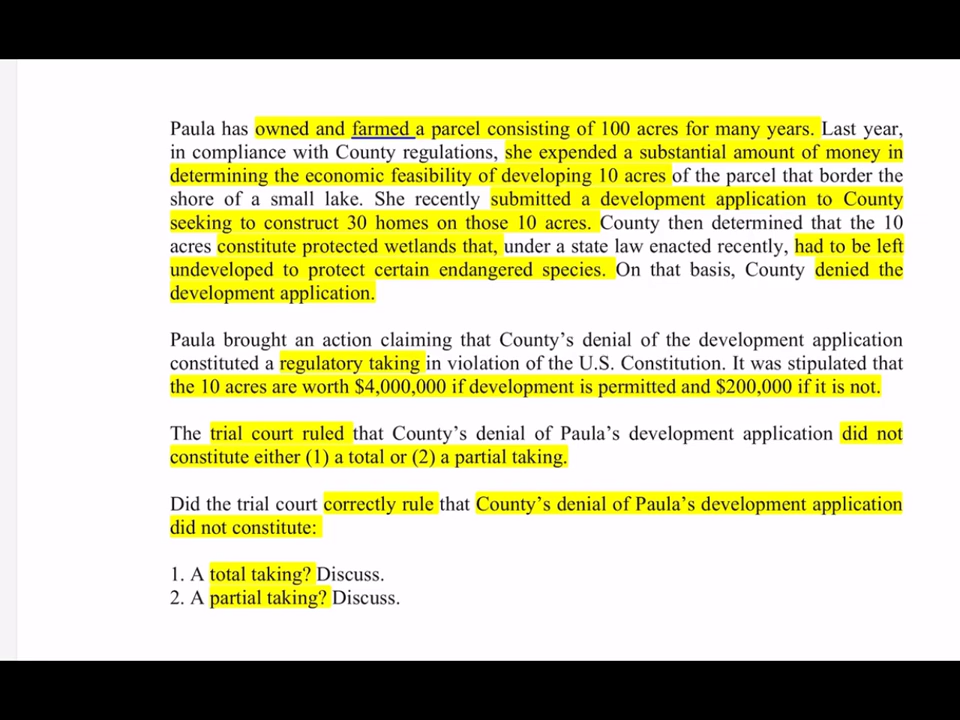 Paula has owned and farmed a parcel consisting of 100 acres for many years. Last year,
in compliance with County regulations, she expended a substantial amount of money in
determining the economic feasibility of developing 10 acres of the parcel that border the
shore of a small lake. She recently submitted a development application to County
seeking to construct 30 homes on those 10 acres. County then determined that the 10
acres constitute protected wetlands that, under a state law enacted recently, had to be left
undeveloped to protect certain endangered species. On that basis, County denied the
development application.
Paula brought an action claiming that County's denial of the development application
constituted a regulatory taking in violation of the U.S. Constitution. It was stipulated that
the 10 acres are worth $4,000,000 if development is permitted and $200,000 if it is not.
The trial court ruled that County's denial of Paula's development application did not
constitute either (1) a total or (2) a partial taking.
Did the trial court correctly rule that County's denial of Paula's development application
did not constitute:
1. A total taking? Discuss.
2. A partial taking? Discuss.